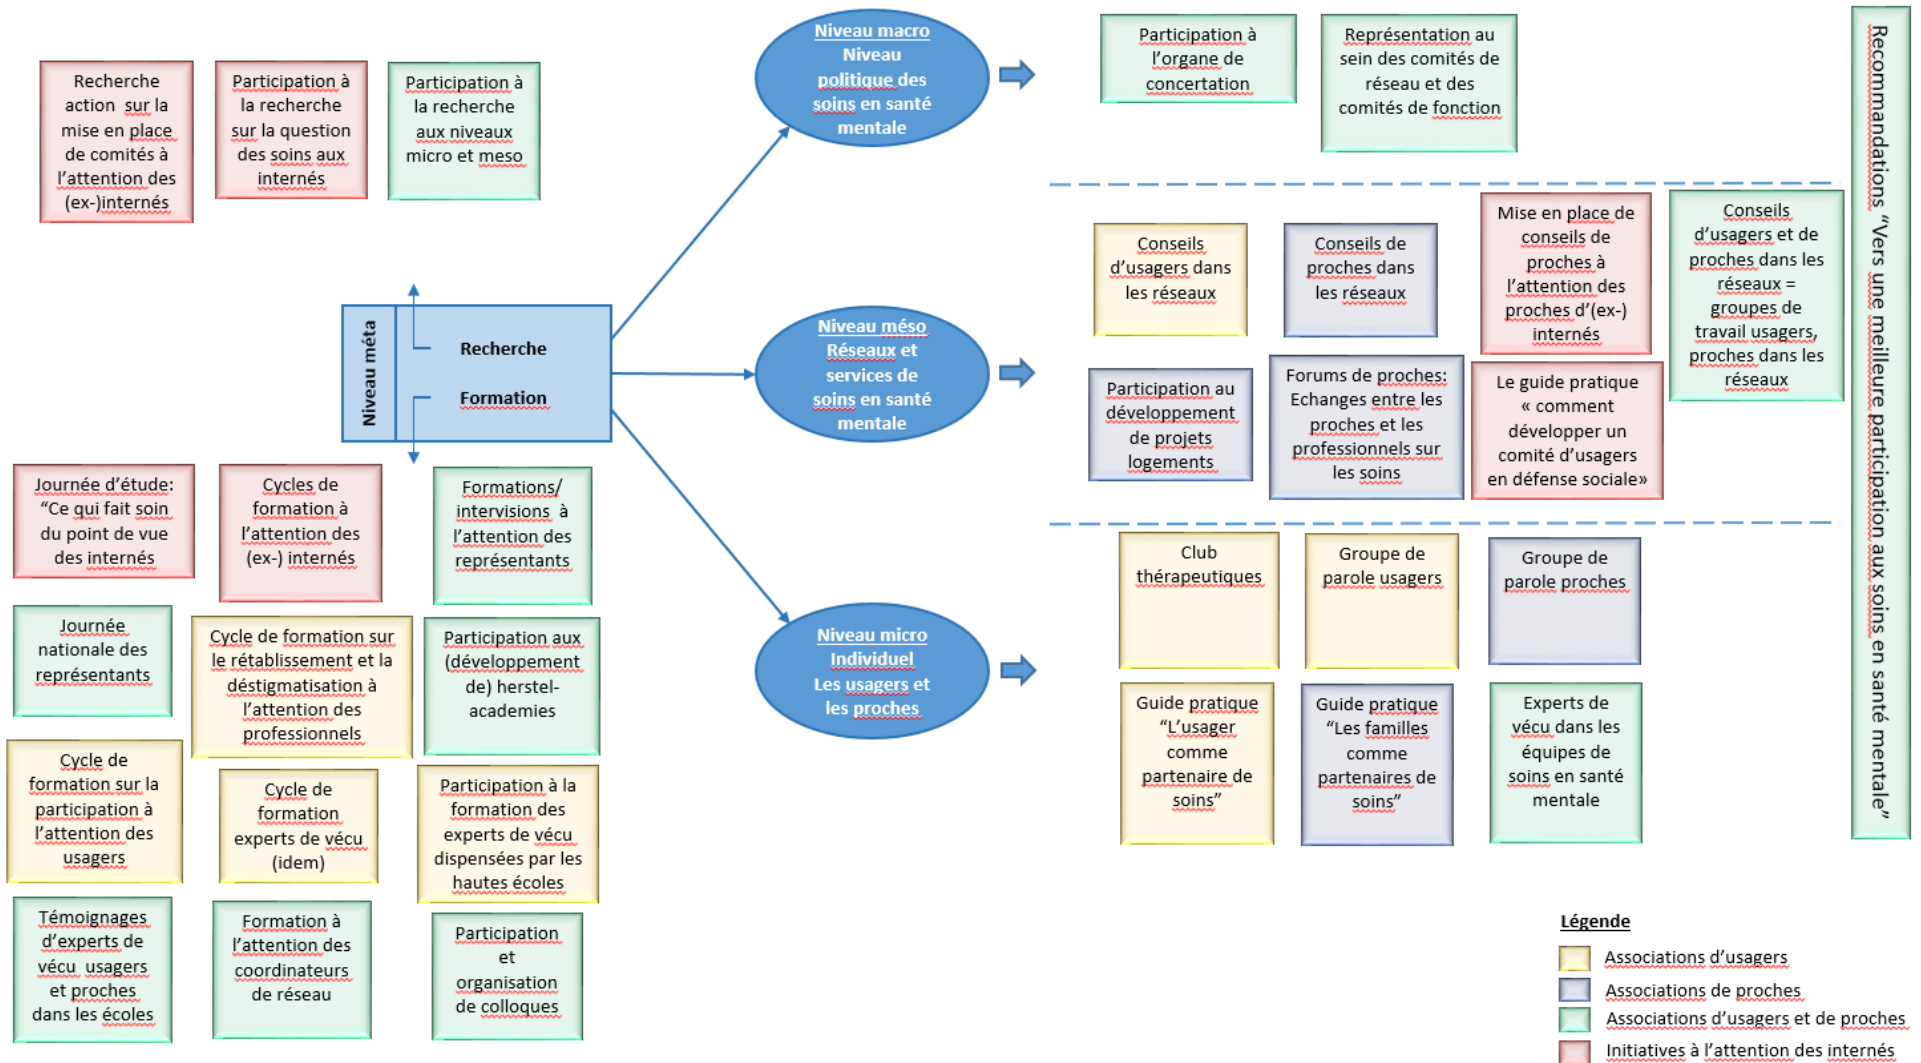 Recherche
action sur la
mise en place
de comités à
l'attention des
(ex-)internés
Participation à
la recherche
sur la question
des soins aux
internés
Participation à
la recherche
aux niveaux
micro et meso
Niveau macro
Niveau
politique des
soins en santé
mentale
Participation à
l'organe de
concertation
Représentation au
sein des comités de
réseau et des
comités de fonction
Recommandations "Vers une meilleure participation aux soins en santé mentale"
Niveau méta
Recherche
Formation
Niveau méso
Réseaux et
services de
soins en santé
mentale
Conseils
d'usagers dans
les réseaux
Conseils de
proches dans
les réseaux
Mise en place de
conseils de
proches à
l'attention des
proches d'(ex-)
internés
Conseils
d'usagers et de
proches dans les
réseaux =
groupes de
travail usagers,
proches dans les
réseaux
Participation au
développement
de projets
logements
Forums de proches:
Echanges entre les
proches et les
professionnels sur
les soins
Le guide pratique
« comment
développer un
comité d'usagers
en défense sociale»
Journée d'étude:
"Ce qui fait soin
du point de vue
des internés
Cycles de
formation à
l'attention des
(ex-) internés
Formations/
intervisions à
l'attention des
représentants
Journée
nationale des
représentants
Cycle de formation sur
le rétablissement et la
déstigmatisation à
l'attention des
professionnels
Participation aux
(développement
de) herstel-
academies
Cycle de
formation sur la
participation à
l'attention des
usagers
Cycle de
formation
experts de vécu
(idem)
Participation à la
formation des
experts de vécu
dispensées par les
hautes écoles
Témoignages
d'experts de
vécu usagers
et proches
dans les écoles
Formation à
l'attention des
coordinateurs
de réseau
Participation
et
organisation
de colloques
Niveau micro
Individuel
Les usagers et
les proches
Club
thérapeutiques
Groupe de
parole usagers
Groupe de
parole proches
Guide pratique
"L'usager
comme
partenaire de
soins"
Guide pratique
"Les familles
comme
partenaires de
soins"
Experts de
vécu dans les
équipes de
soins en santé
mentale
Légende
Associations d'usagers
Associations de proches
Associations d'usagers et de proches
Initiatives à l'attention des internés